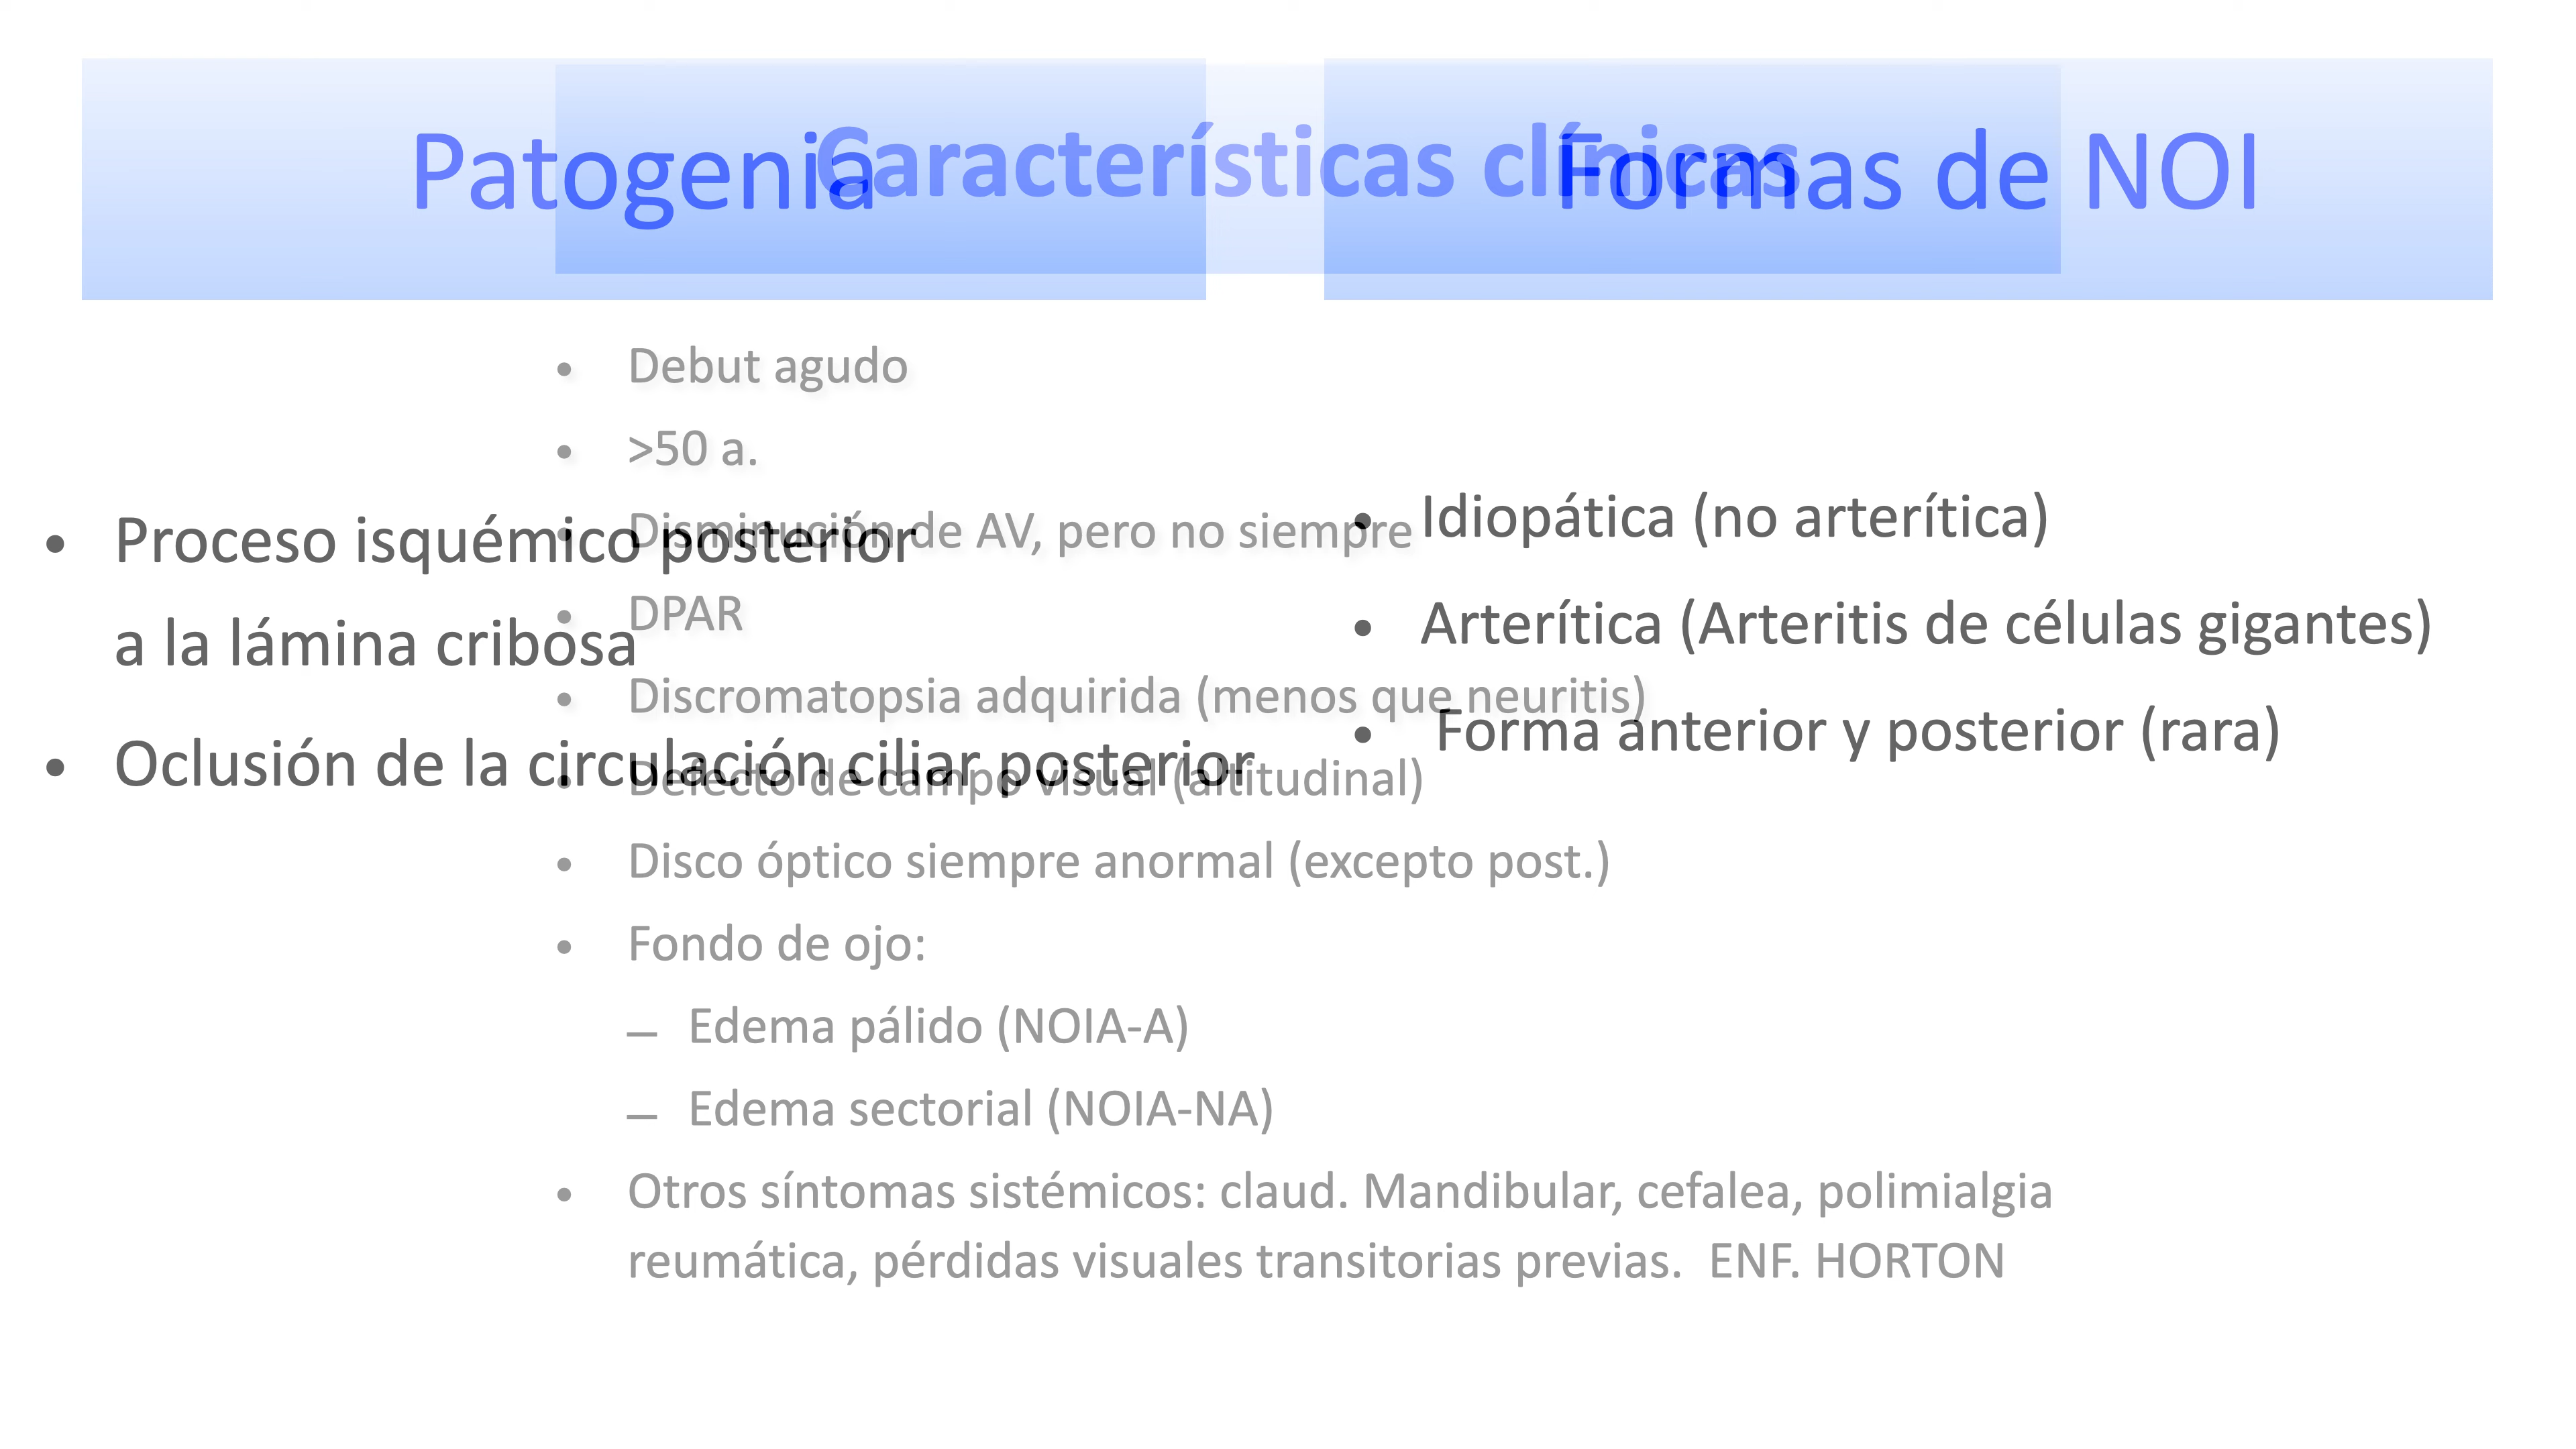 Patogenia
• Proceso isquémico posterior
a la lámina cribosa
• Oclusión de la circulación ciliar posterior
Formas de NOI
• Idiopática (no arterítica)
• Arterítica (Arteritis de células gigantes)
• Forma anterior y posterior (rara)
Características clínicas
• Debut agudo
• >50 a.
• Disminución de AV, pero no siempre
• DPAR
• Discromatopsia adquirida (menos que neuritis)
• Defecto de campo visual (altitudinal)
• Disco óptico siempre anormal (excepto post.)
• Fondo de ojo:
– Edema pálido (NOIA-A)
– Edema sectorial (NOIA-NA)
• Otros síntomas sistémicos: claud. Mandibular, cefalea, polimialgia
reumática, pérdidas visuales transitorias previas. ENF. HORTON